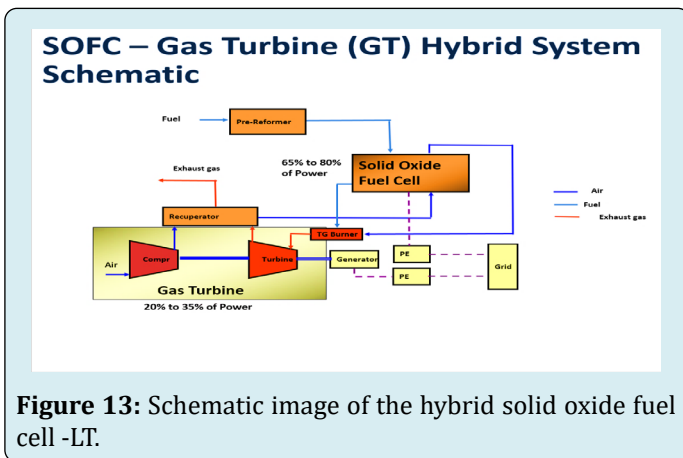 SOFC – Gas Turbine (GT) Hybrid System
Schematic
Fuel
Pre-Reformer
65% to 80%
of Power
Solid Oxide
Fuel Cell
Exhaust gas
Air
Fuel
Exhaust gas
Recuperator
TG Burner
Air
Compr
Turbine
Generator
PE
PE
Grid
Gas Turbine
20% to 35% of Power
Figure 13: Schematic image of the hybrid solid oxide fuel
cell -LT.